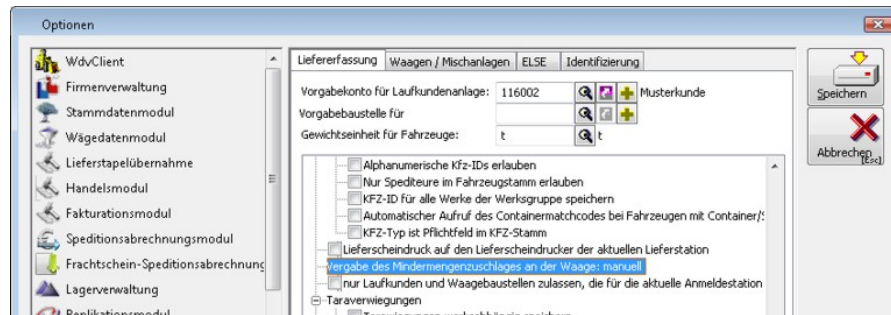 Optionen
WdvClient
Firmenverwaltung
Stammdatenmodul
Wägedatenmodul
Lieferstapelübernahme
Handelsmodul
Fakturationsmodul
Speditionsabrechnungsmodul
Frachtschein-Speditionsabrechnung
Lagerverwaltung
Replikationsmodul
Liefererfassung Waagen / Mischanlagen ELSE Identifizierung
Vorgabekonto für Laufkundenanlage: 116002 Musterkunde
Vorgabebaustelle für
Gewichtseinheit für Fahrzeuge: t t
Alphanumerische Kfz-IDs erlauben
Nur Spediteure im Fahrzeugstamm erlauben
KFZ-ID für alle Werke der Werksgruppe speichern
Automatischer Aufruf des Containermatchcodes bei Fahrzeugen mit Container/
KFZ-Typ ist Pflichtfeld im KFZ-Stamm
Lieferscheindruck auf den Lieferscheindrucker der aktuellen Lieferstation
Vergabe des Mindermengenzuschlages an der Waage: manuell
nur Laufkunden und Waagebaustellen zulassen, die für die aktuelle Anmeldestation
Taraverwiegungen
Speichern
Abbrechen
[Esc]